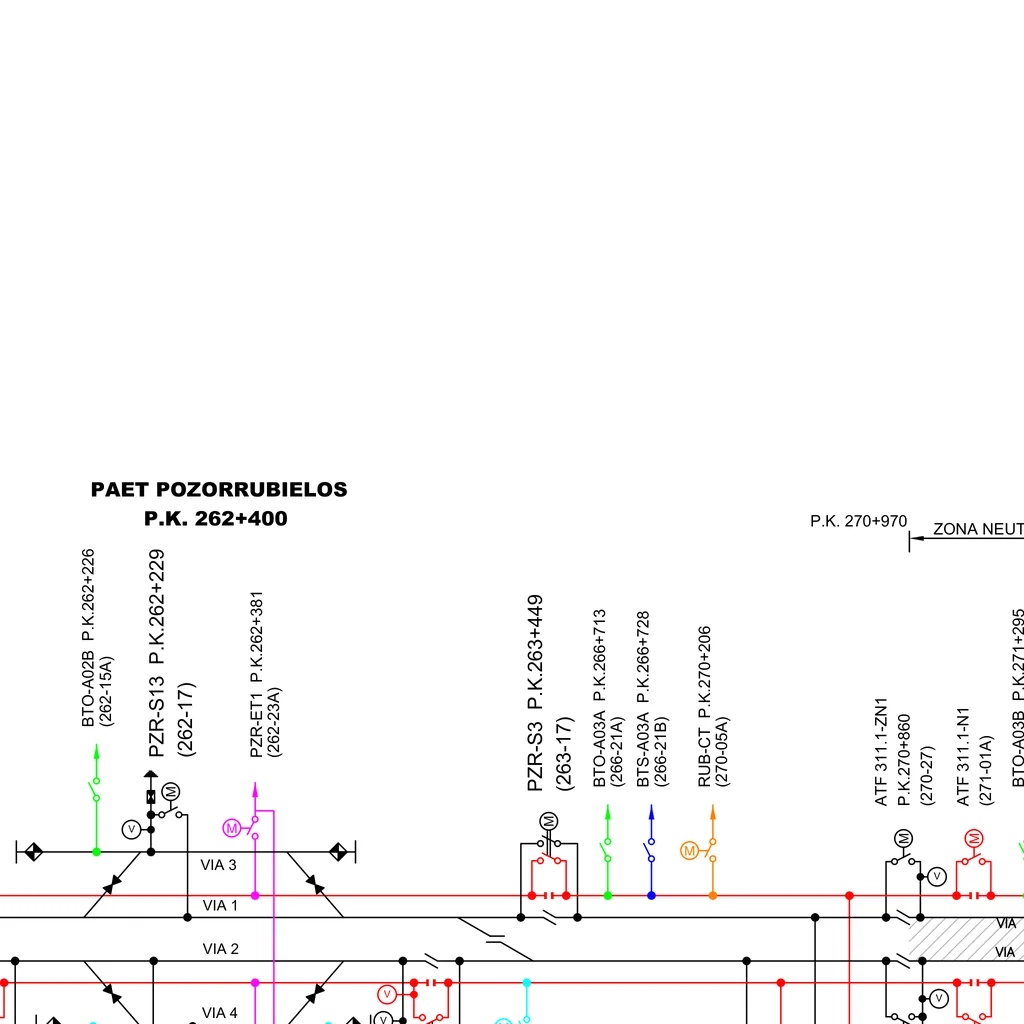 PAET POZORRUBIELOS
P.K. 262+400
P.K. 270+970
ZONA NEUT
BTO-A02B P.K.262+226
(262-15A)
PZR-S13 P.K.262+229
(262-17)
PZR-ET1 P.K.262+381
(262-23A)
PZR-S3 P.K.263+449
(263-17)
BTO-A03A P.K.266+713
(266-21A)
BTS-A03A P.K.266+728
(266-21B)
RUB-CT P.K.270+206
(270-05A)
ATF 311.1-ZN1
P.K.270+860
(270-27)
ATF 311.1-N1
(271-01A)
BTO-A03B P.K.271+295
M
V
M
M
M
M
M
V
VIA 3
VIA 1
VIA
VIA 2
VIA
V
V
V
VIA 4
M